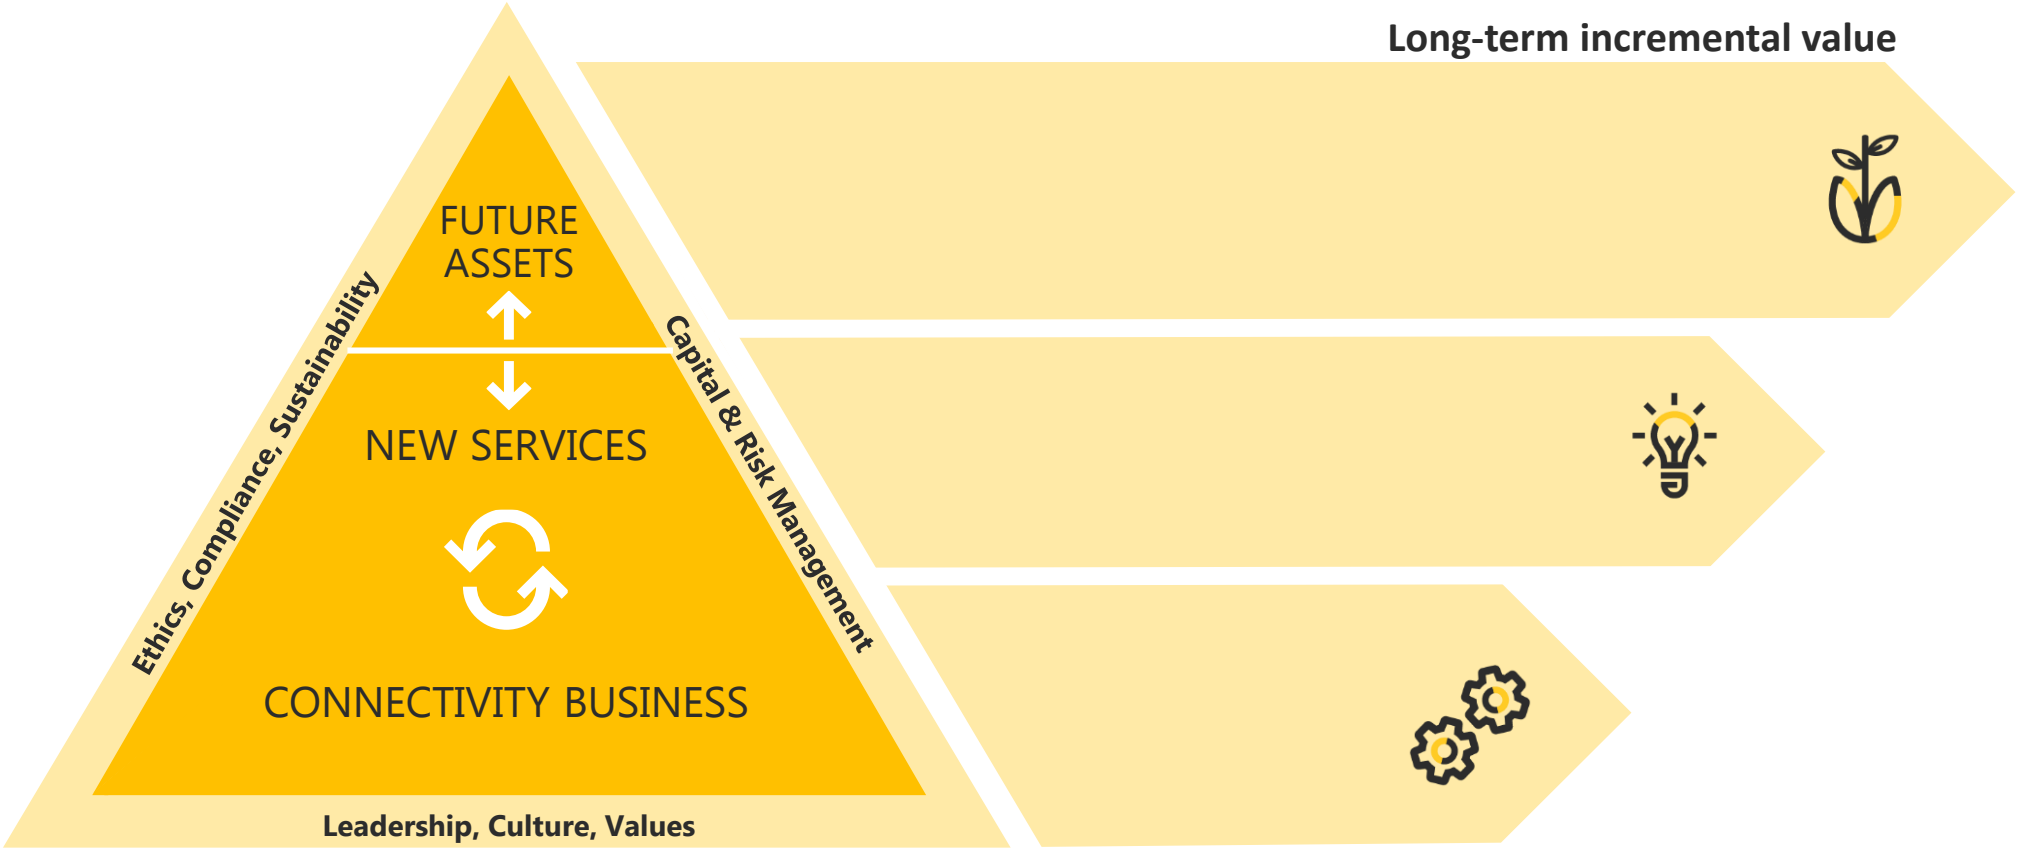 Long-term incremental value
FUTURE
ASSETS
NEW SERVICES
CONNECTIVITY BUSINESS
Ethics, Compliance, Sustainability
Capital & Risk Management
Leadership, Culture, Values